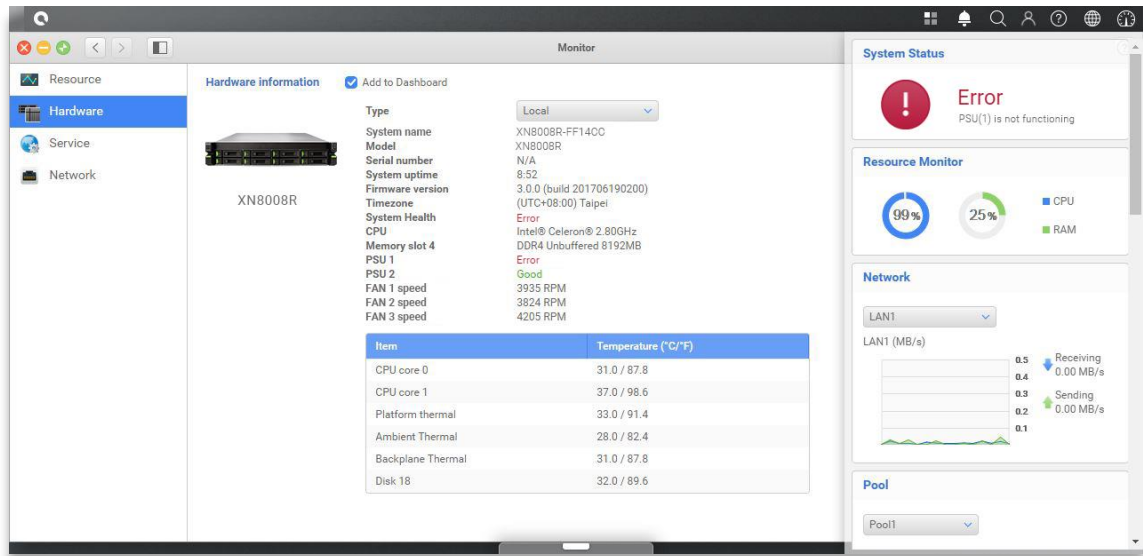 Monitor
Resource
Hardware
Service
Network
Hardware information
Add to Dashboard
XN8008R
Type Local
System name XN8008R-FF14CC
Model XN8008R
Serial number N/A
System uptime 8:52
Firmware version 3.0.0 (build 201706190200)
Timezone (UTC+08:00) Taipei
System Health Error
CPU Intel® Celeron® 2.80GHz
Memory slot 4 DDR4 Unbuffered 8192MB
PSU 1 Error
PSU 2 Good
FAN 1 speed 3935 RPM
FAN 2 speed 3824 RPM
FAN 3 speed 4205 RPM
Item Temperature (°C/°F)
CPU core 0 31.0 / 87.8
CPU core 1 37.0 / 98.6
Platform thermal 33.0 / 91.4
Ambient Thermal 28.0 / 82.4
Backplane Thermal 31.0 / 87.8
Disk 18 32.0 / 89.6
System Status
Error
PSU(1) is not functioning
Resource Monitor
99%
25%
CPU
RAM
Network
LAN1
LAN1 (MB/s)
0.5
0.4
0.3
0.2
0.1
Receiving
0.00 MB/s
Sending
0.00 MB/s
Pool
Pool1